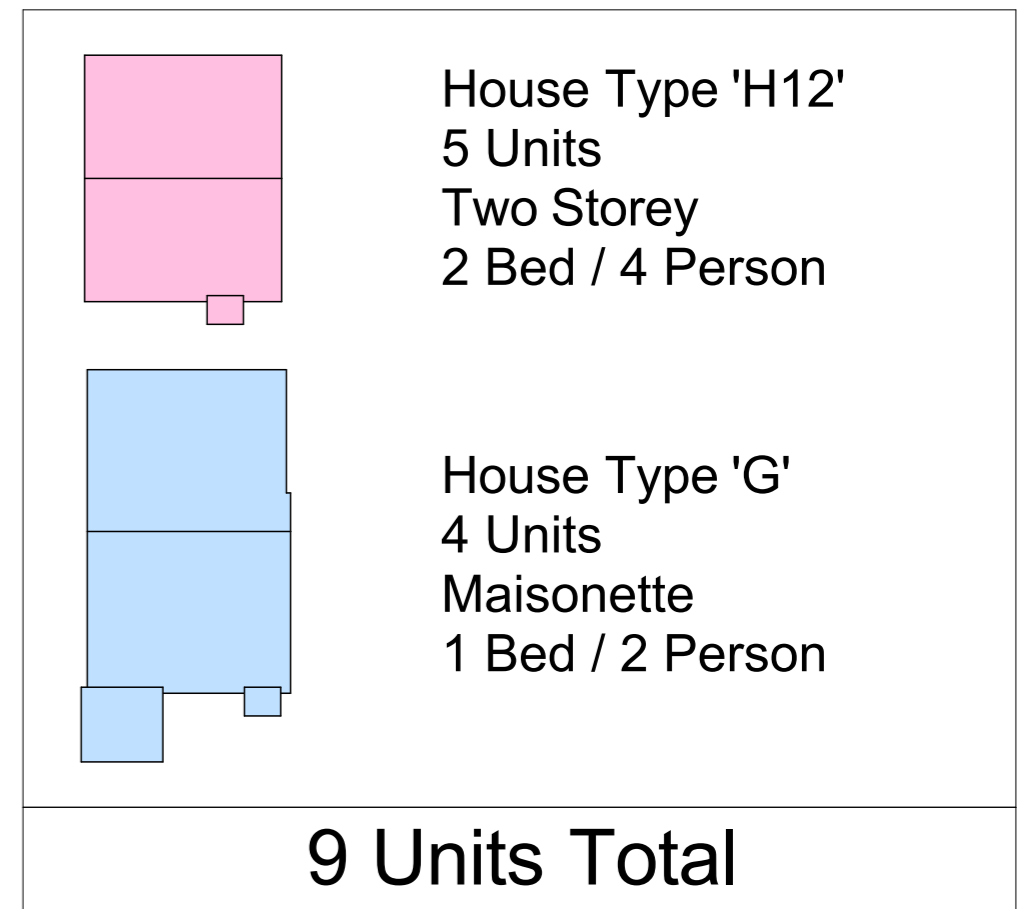 House Type 'H12'
5 Units
Two Storey
2 Bed / 4 Person
House Type 'G'
4 Units
Maisonette
1 Bed / 2 Person
9 Units Total